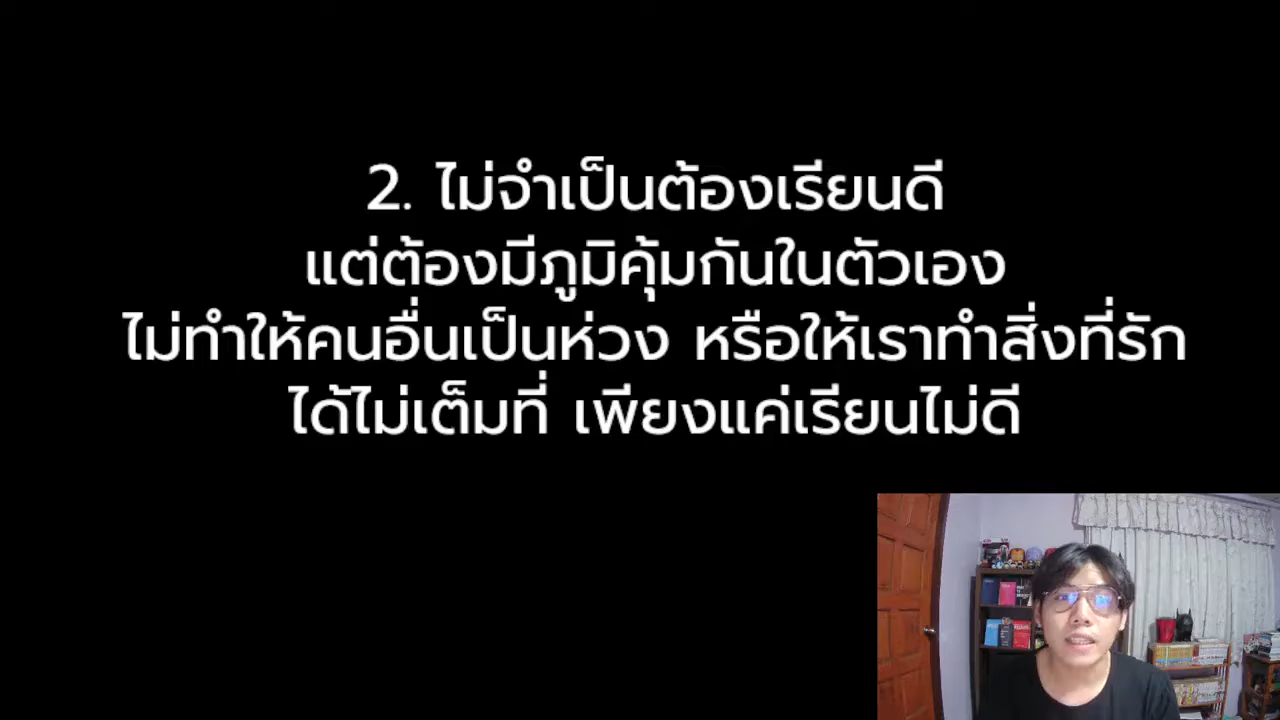 2. ไม่จำเป็นต้องเรียนดี
แต่ต้องมีภูมิคุ้มกันในตัวเอง
ไม่ทำให้คนอื่นเป็นห่วง หรือให้เราทำสิ่งที่รัก
ได้ไม่เต็มที่ เพียงแค่เรียนไม่ดี